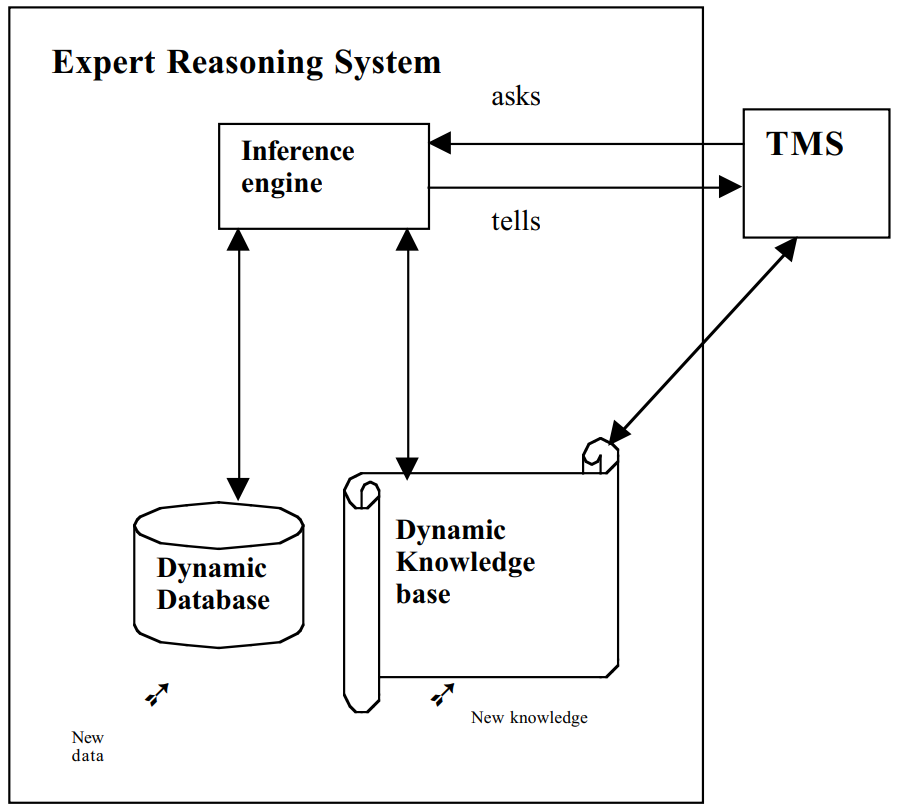 Expert Reasoning System
asks
TMS
Inference
engine
tells
Dynamic
Database
Dynamic
Knowledge
base
New
data
New knowledge